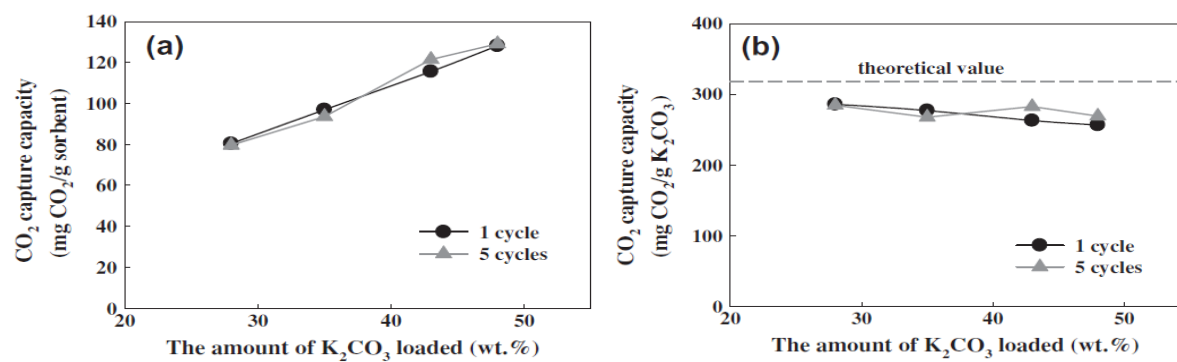 (a)
CO₂ capture capacity
(mg CO₂/g sorbent)
140
120
100
80
60
40
20
0
1 cycle
5 cycles
20
30
40
50
The amount of K₂CO₃ loaded (wt.%)
(b)
CO₂ capture capacity
(mg CO₂/g K₂CO₃)
400
theoretical value
300
200
100
0
1 cycle
5 cycles
20
30
40
50
The amount of K₂CO₃ loaded (wt.%)